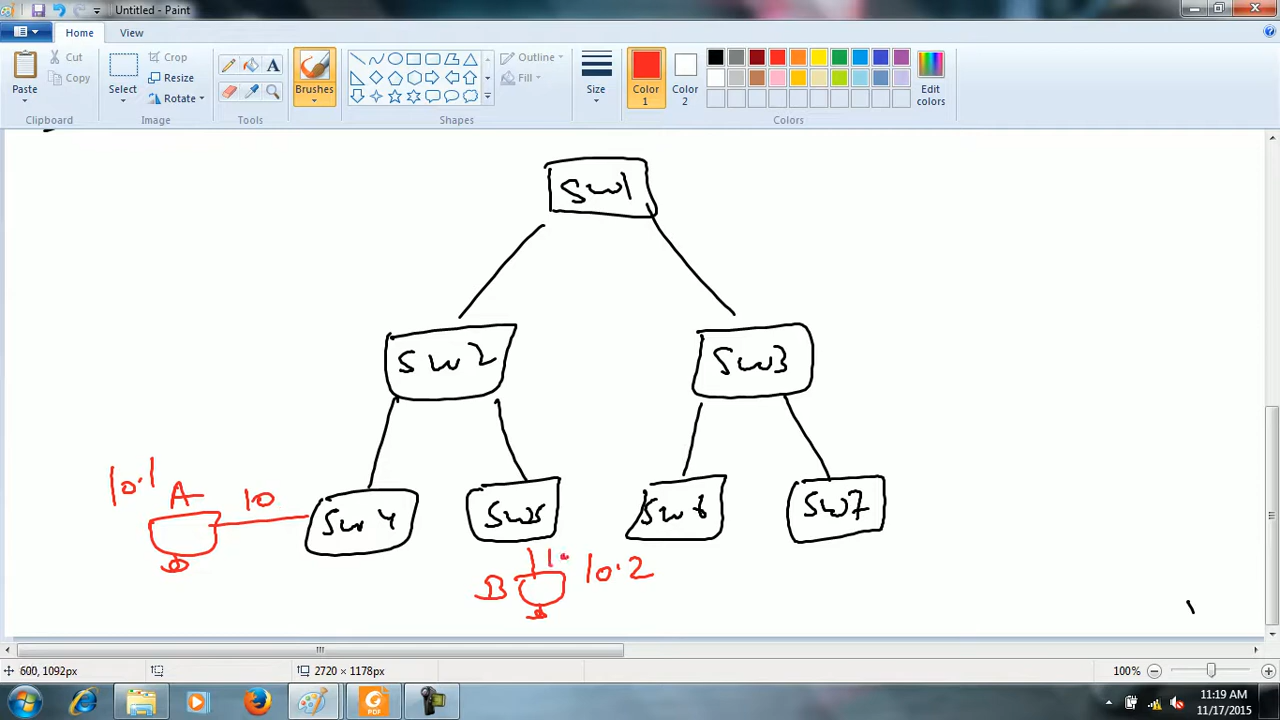 Untitled - Paint
Home View
Paste
Cut
Copy
Clipboard
Select
Crop
Resize
Rotate
Image
Tools
Brushes
Shapes
Outline
Fill
Size
Color 1
Color 2
Edit colors
Colors
SW1
SW2
SW3
10.1 A 10
SW4
SW5
SW6
SW7
B 10.2
600, 1092px
2720 × 1178px
100%
11:19 AM
11/17/2015
PDF